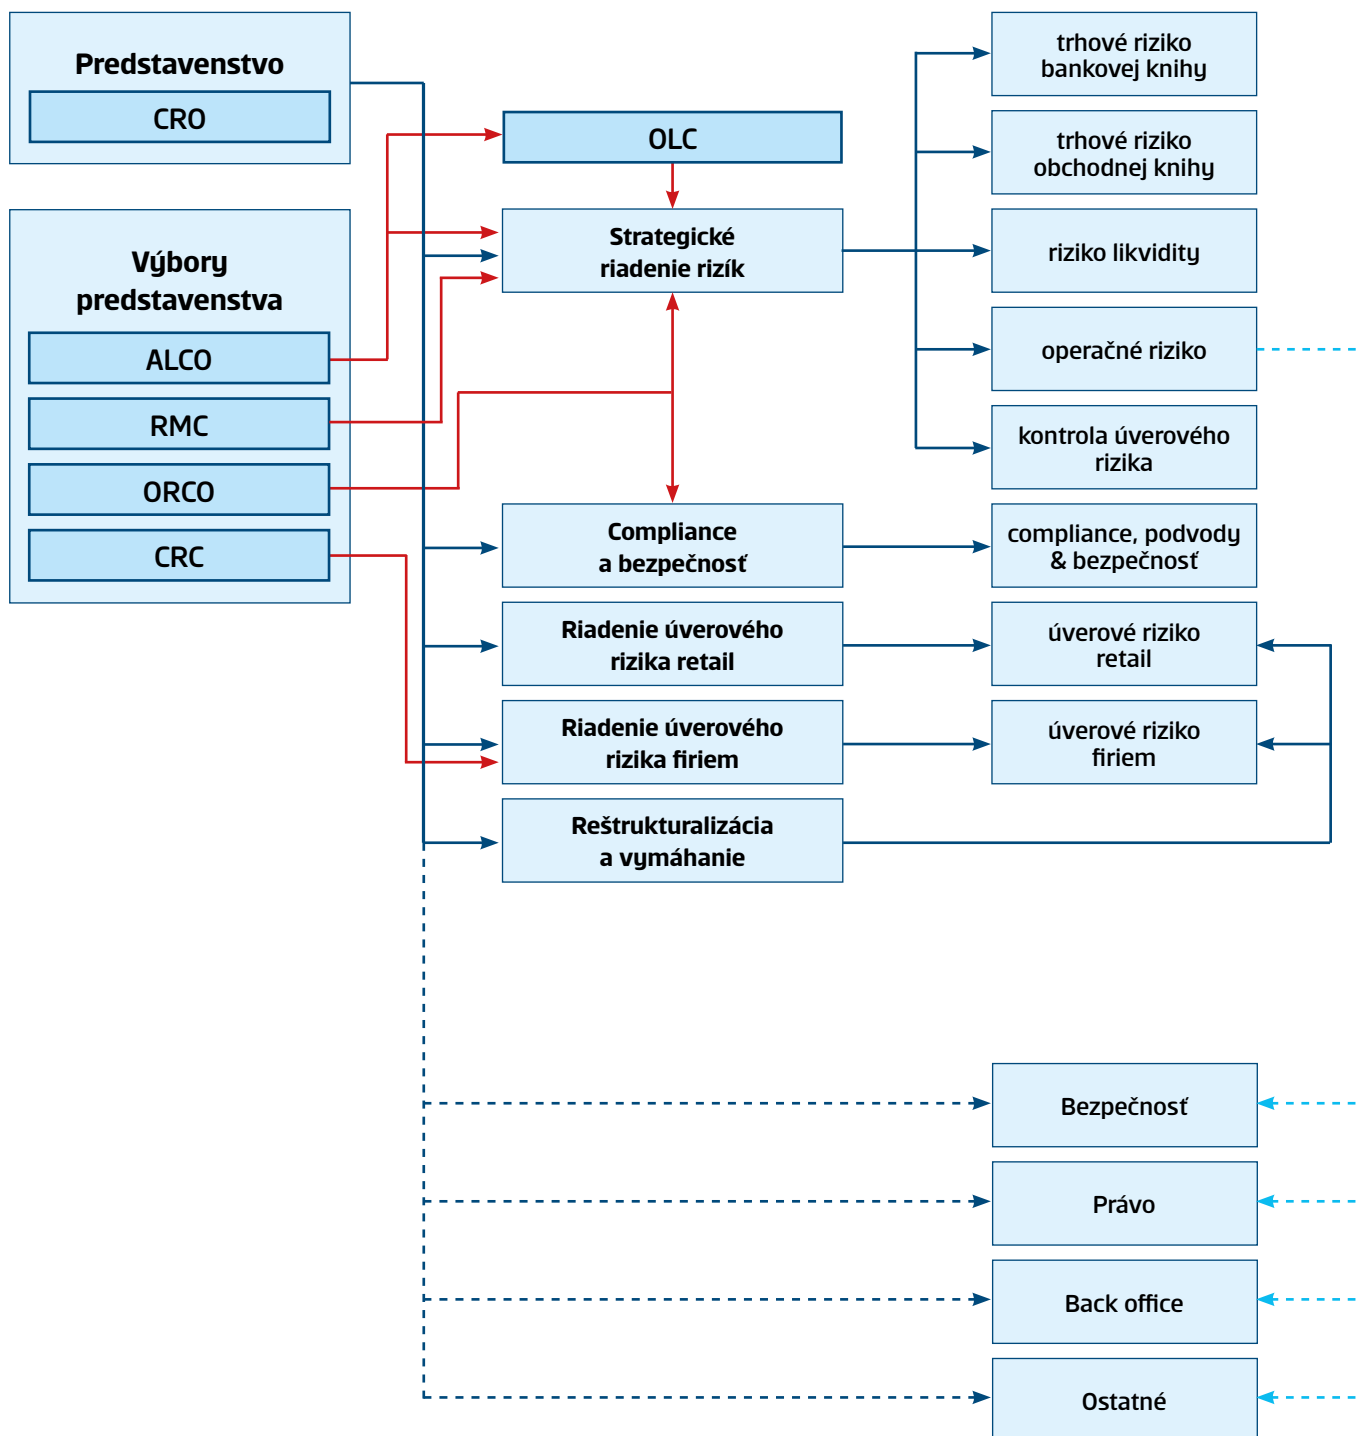 Predstavenstvo
CRO
Výbory
predstavenstva
ALCO
RMC
ORCO
CRC
OLC
Strategické
riadenie rizík
Compliance
a bezpečnosť
Riadenie úverového
rizika retail
Riadenie úverového
rizika firiem
Reštrukturalizácia
a vymáhanie
trhové riziko
bankovej knihy
trhové riziko
obchodnej knihy
riziko likvidity
operačné riziko
kontrola úverového
rizika
compliance, podvody
& bezpečnosť
úverové riziko
retail
úverové riziko
firiem
Bezpečnosť
Právo
Back office
Ostatné